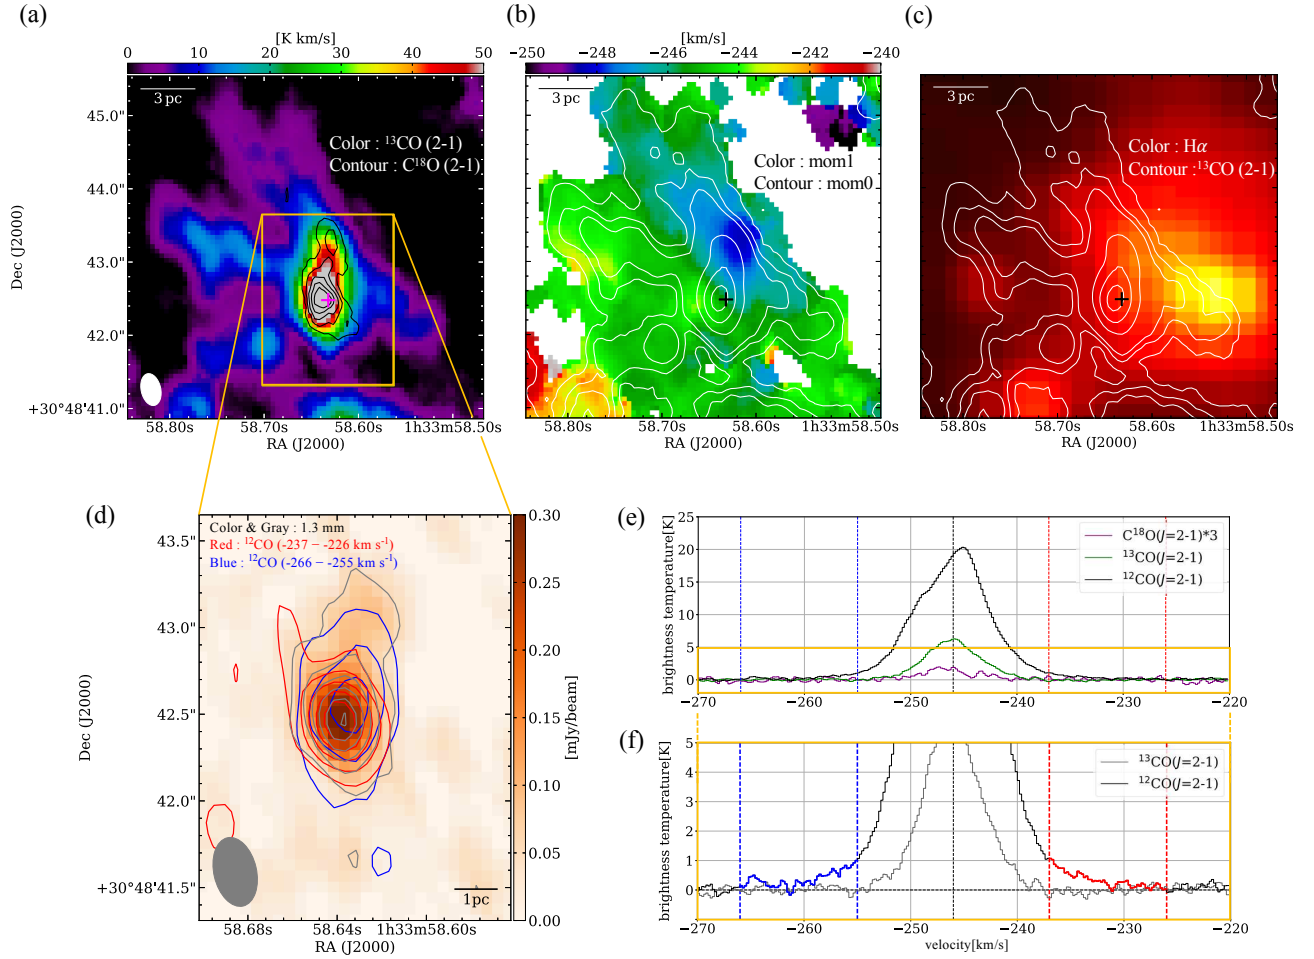 (a)
(b)
(c)
[K km/s]
0 10 20 30 40 50
[km/s]
−250 −248 −246 −244 −242 −240
3 pc
Color : ¹³CO (2-1)
Contour : C¹⁸O (2-1)
45.0"
44.0"
43.0"
42.0"
+30°48'41.0"
Dec (J2000)
58.80s 58.70s 58.60s 1h33m58.50s
RA (J2000)
3 pc
Color : mom1
Contour : mom0
58.80s 58.70s 58.60s 1h33m58.50s
RA (J2000)
3 pc
Color : Hα
Contour : ¹³CO (2-1)
58.80s 58.70s 58.60s 1h33m58.50s
RA (J2000)
(d)
Color & Gray : 1.3 mm
Red : ¹²CO (-237 − -226 km s⁻¹)
Blue : ¹²CO (-266 − -255 km s⁻¹)
43.5"
43.0"
42.5"
42.0"
+30°48'41.5"
Dec (J2000)
1pc
58.68s 58.64s 1h33m58.60s
RA (J2000)
0.30
0.25
0.20
0.15
0.10
0.05
0.00
[mJy/beam]
(e)
25
20
15
10
5
0
brightness temperature[K]
C¹⁸O(J=2-1)*3
¹³CO(J=2-1)
¹²CO(J=2-1)
−270 −260 −250 −240 −230 −220
(f)
5
4
3
2
1
0
brightness temperature[K]
¹³CO(J=2-1)
¹²CO(J=2-1)
−270 −260 −250 −240 −230 −220
velocity[km/s]